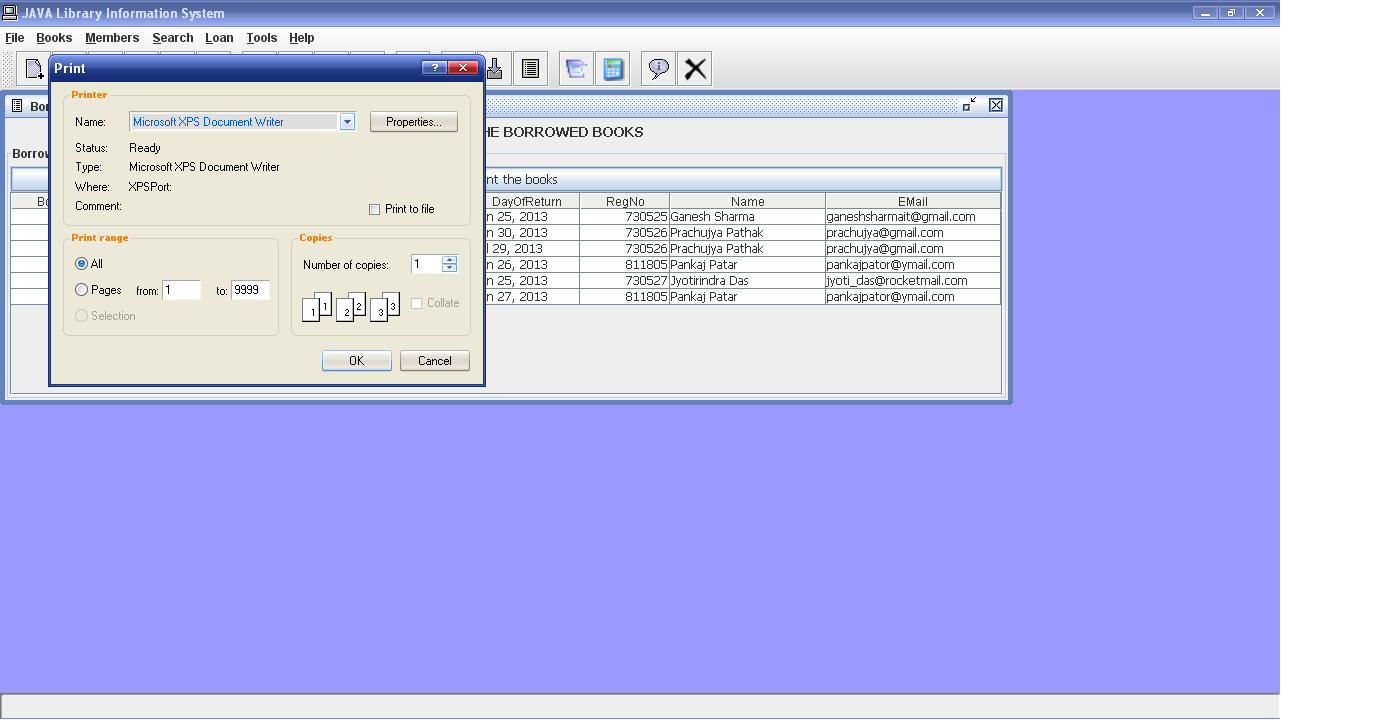 JAVA Library Information System
File Books Members Search Loan Tools Help
Print
Printer
Name: Microsoft XPS Document Writer Properties...
Status: Ready
Type: Microsoft XPS Document Writer
Where: XPSPort:
Comment:
Print to file
Print range
All
Pages from: 1 to: 9999
Selection
Copies
Number of copies: 1
1 1 2 2 3 3
Collate
OK Cancel
BORROWED BOOKS
the books
DayOfReturn RegNo Name EMail
25, 2013 730525 Ganesh Sharma ganeshsharmait@gmail.com
30, 2013 730526 Prachujya Pathak prachujya@gmail.com
29, 2013 730526 Prachujya Pathak prachujya@gmail.com
26, 2013 811805 Pankaj Patar pankajpator@ymail.com
25, 2013 730527 Jyotirindra Das jyoti_das@rocketmail.com
27, 2013 811805 Pankaj Patar pankajpator@ymail.com